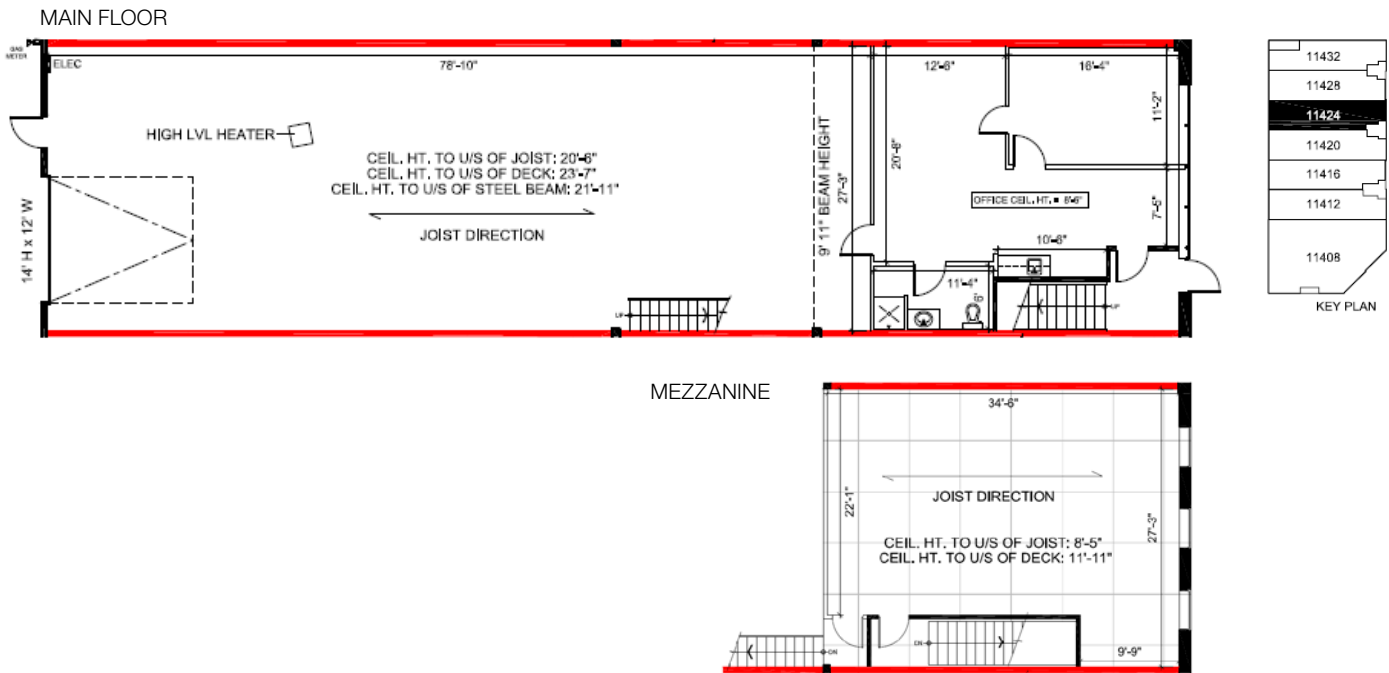 MAIN FLOOR
GAS
METER
ELEC
78'-10"
12'-6"
16'-4"
11'-2"
HIGH LVL HEATER
CEIL. HT. TO U/S OF JOIST: 20'-6"
CEIL. HT. TO U/S OF DECK: 23'-7"
CEIL. HT. TO U/S OF STEEL BEAM: 21'-11"
JOIST DIRECTION
14' H x 12' W
9' 11" BEAM HEIGHT
27'-3"
20'-8"
OFFICE CEIL. HT. = 8'-6"
7'-5"
10'-6"
11'-4"
6'
UP
UP
11432
11428
11424
11420
11416
11412
11408
KEY PLAN
MEZZANINE
34'-6"
JOIST DIRECTION
22'-1"
27'-3"
CEIL. HT. TO U/S OF JOIST: 8'-5"
CEIL. HT. TO U/S OF DECK: 11'-11"
DN
DN
9'-9"